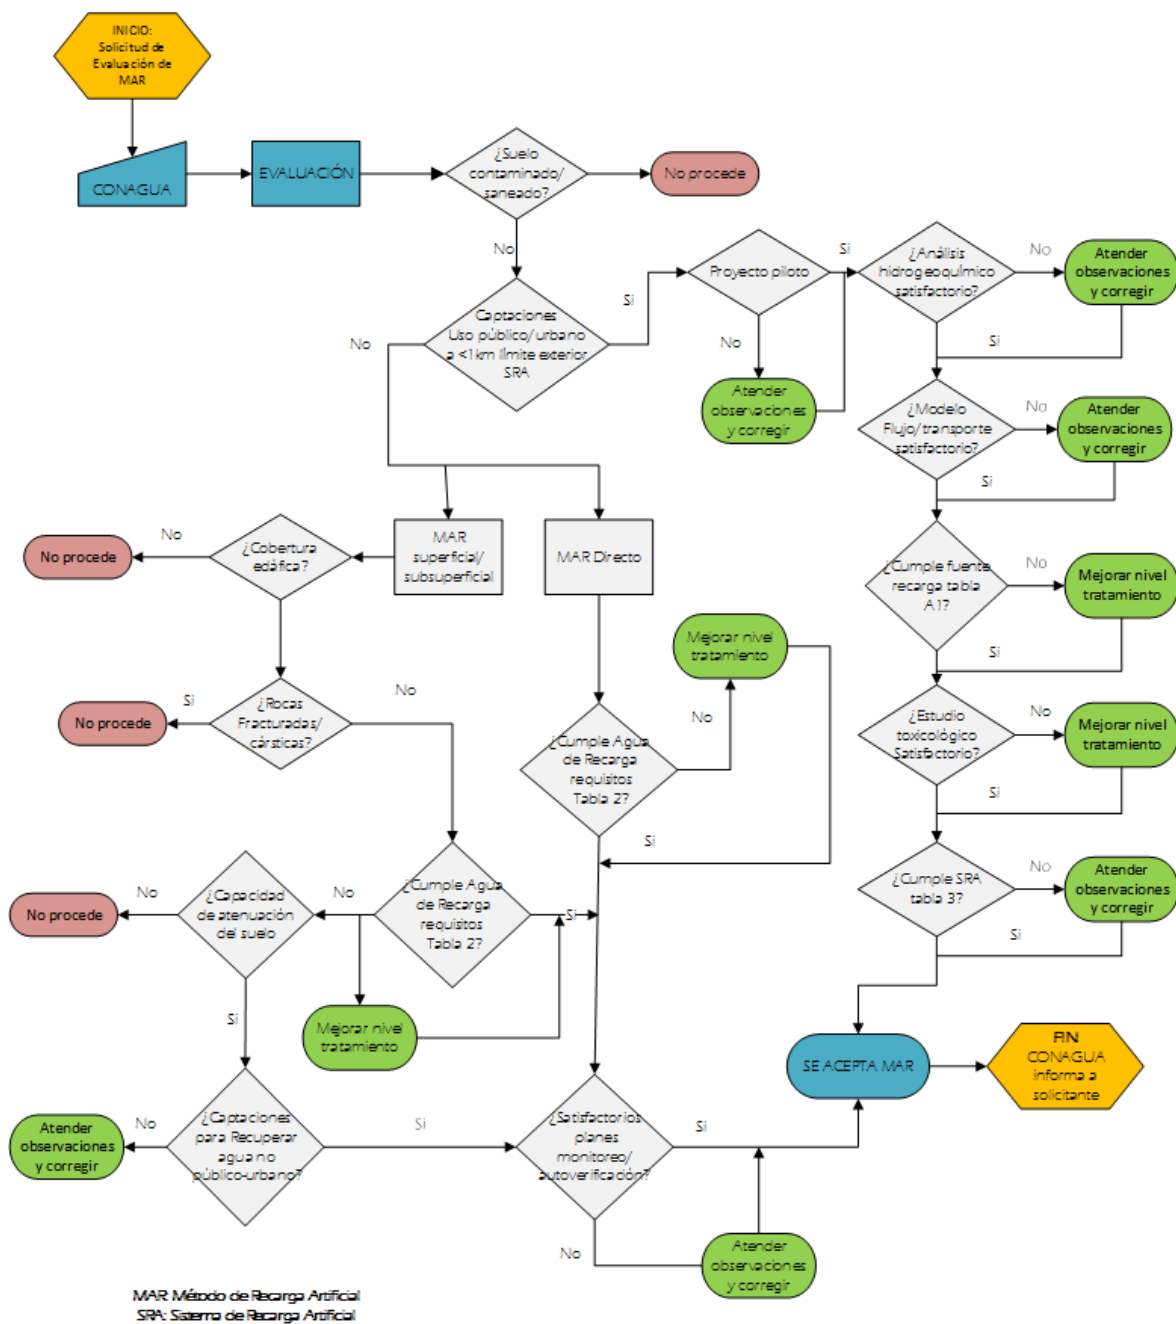 INICIO:
Solicitud de
Evaluación de
MAR
CONAGUA
EVALUACIÓN
¿Suelo
contaminado/
saneado?
No procede
No
Captaciones
Uso público/urbano
a <1km límite exterior
SRA
No
Si
Proyecto piloto
Si
No
Atender
observaciones
y corregir
¿Análisis
hidrogeoquímico
satisfactorio?
No
Atender
observaciones
y corregir
Si
¿Modelo
Flujo/transporte
satisfactorio?
No
Atender
observaciones
y corregir
Si
¿Cumple fuente
recarga tabla
A1?
No
Mejorar nivel
tratamiento
Si
¿Estudio
toxicológico
Satisfactorio?
No
Mejorar nivel
tratamiento
Si
¿Cumple SRA
tabla 3?
No
Atender
observaciones
y corregir
Si
MAR
superficial/
subsuperficial
MAR Directo
¿Cobertura
edáfica?
No
No procede
¿Rocas
Fracturadas/
cársticas?
Si
No procede
No
¿Cumple Agua
de Recarga
requisitos
Tabla 2?
No
Mejorar nivel
tratamiento
Si
¿Cumple Agua
de Recarga
requisitos
Tabla 2?
No
Si
Mejorar nivel
tratamiento
¿Capacidad
de atenuación
del suelo
No
No procede
Si
¿Captaciones
para Recuperar
agua no
público-urbano?
No
Atender
observaciones
y corregir
Si
¿Satisfactorios
planes
monitoreo/
autoverificación?
Si
No
Atender
observaciones
y corregir
SE ACEPTA MAR
FIN
CONAGUA
informa a
solicitante
MAR: Método de Recarga Artificial
SRA: Sistema de Recarga Artificial